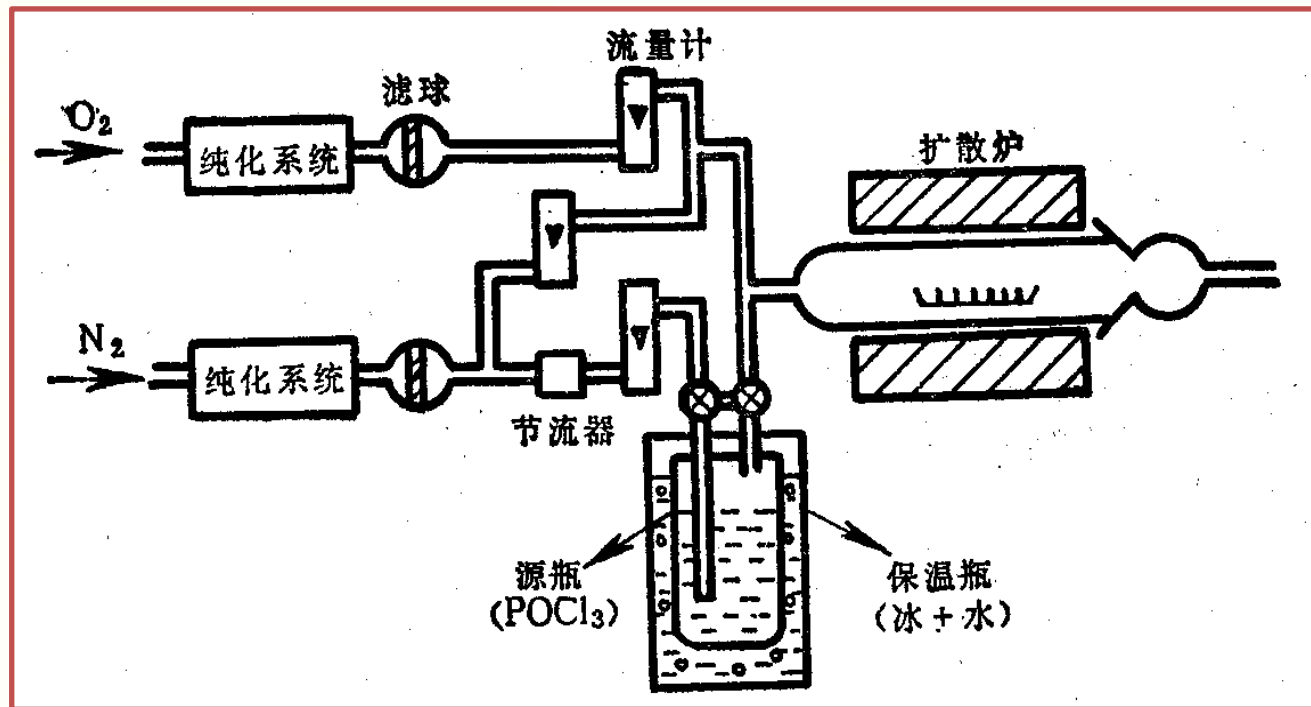 流量计
滤球
O₂
纯化系统
扩散炉
N₂
纯化系统
节流器
源瓶
(POCl₃)
保温瓶
(冰+水)